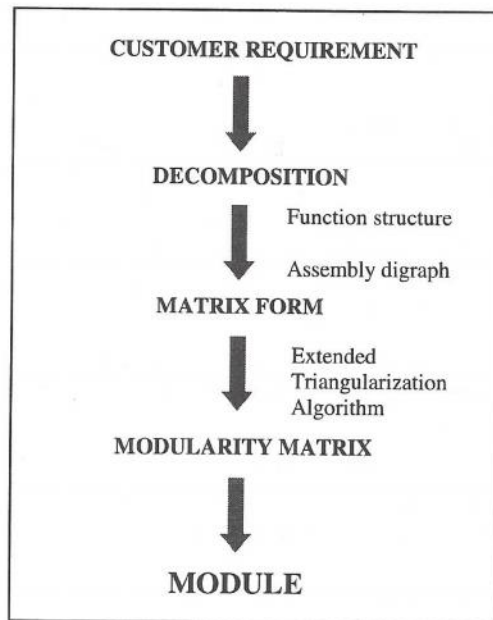 CUSTOMER REQUIREMENT
DECOMPOSITION
Function structure
Assembly digraph
MATRIX FORM
Extended
Triangularization
Algorithm
MODULARITY MATRIX
MODULE